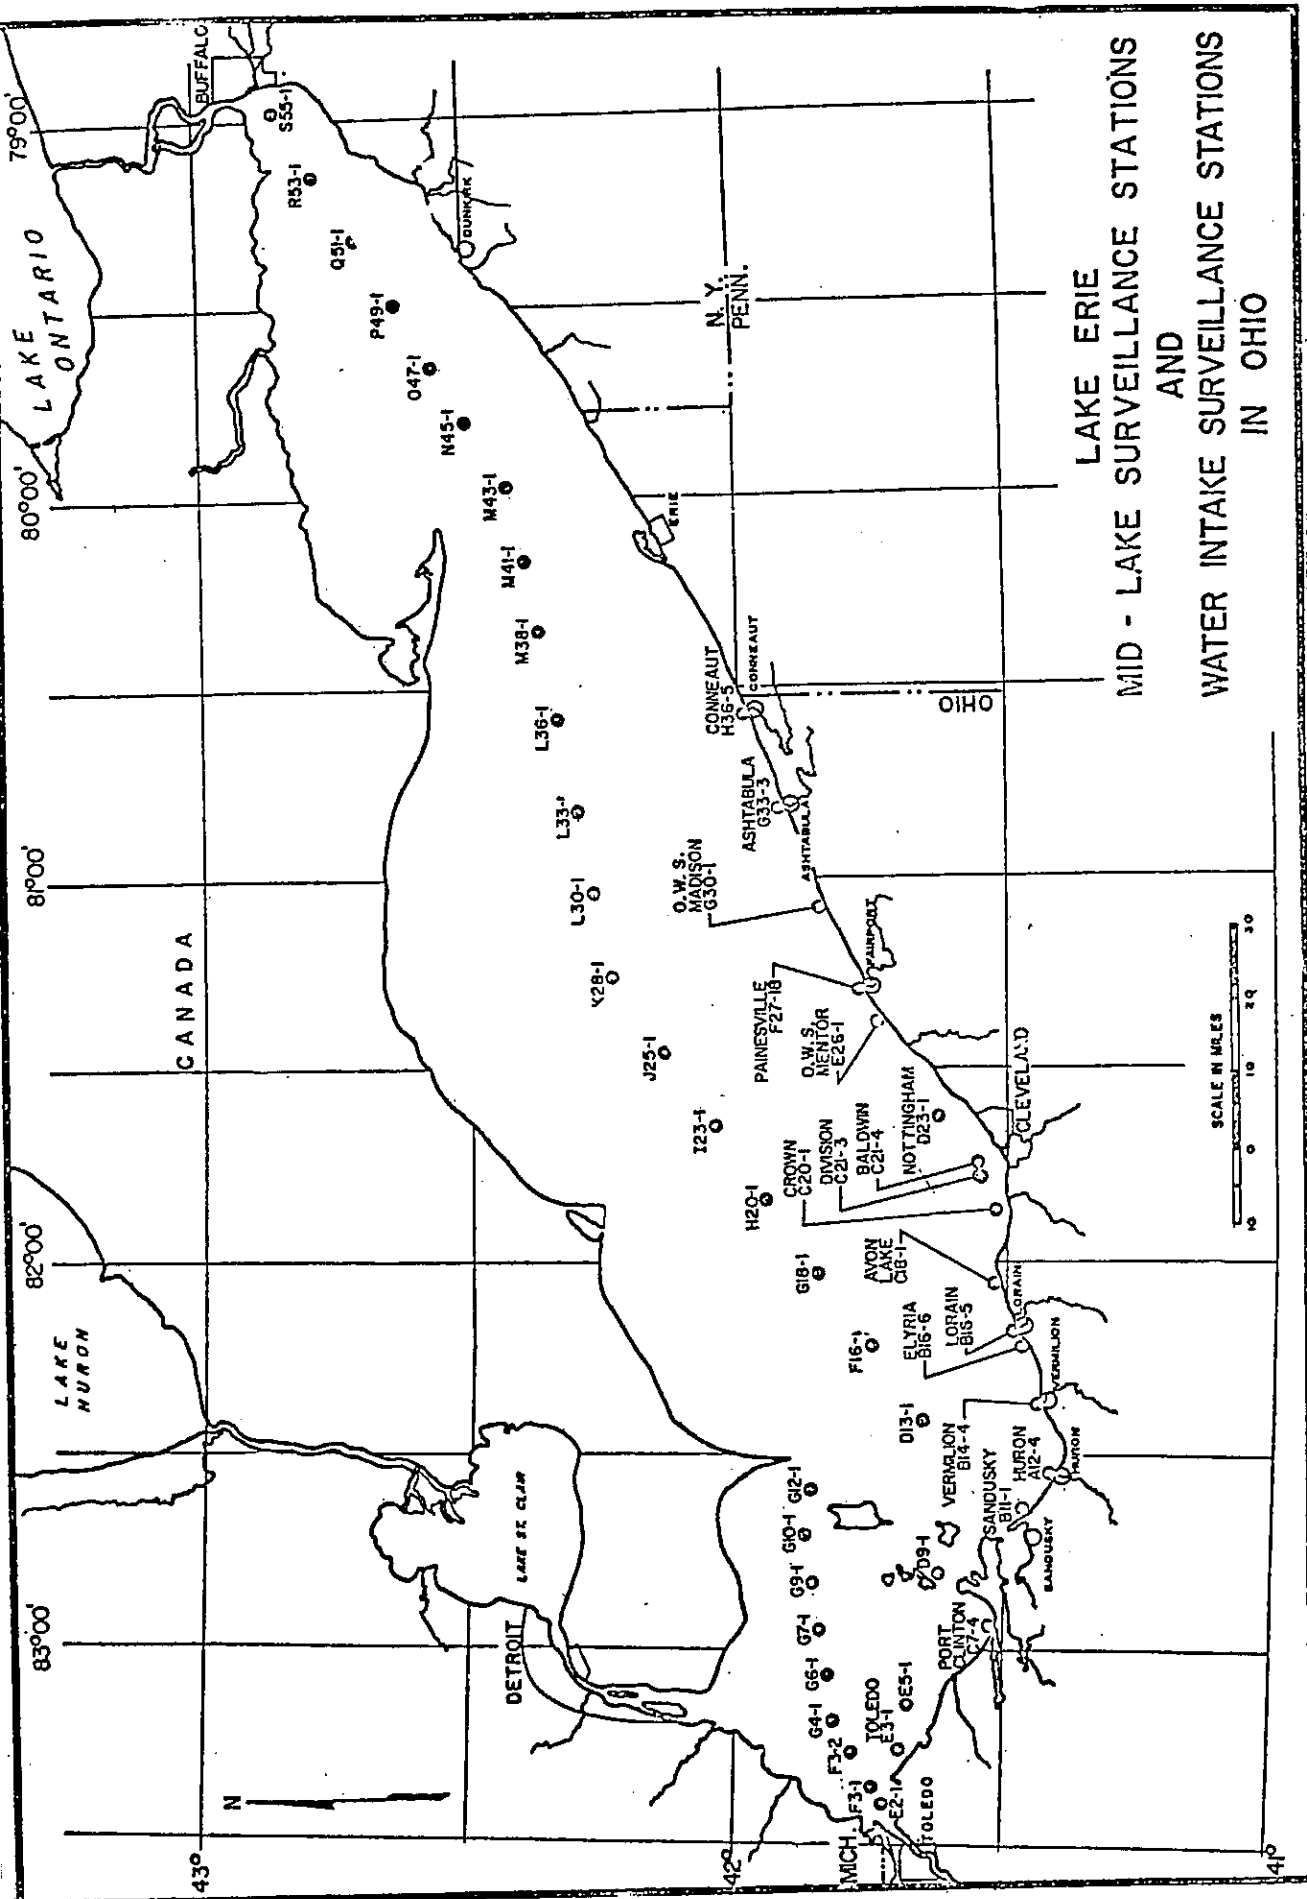 LAKE ERIE
MID - LAKE SURVEILLANCE STATIONS
AND
WATER INTAKE SURVEILLANCE STATIONS
IN OHIO
83°00'
82°00'
81°00'
80°00'
79°00'
43°
42°
41°
N
LAKE
HURON
CANADA
LAKE
ONTARIO
BUFFALO
LAKE ST. CLAIR
DETROIT
MICH.
TOLEDO
S55-1
R53-1
Q51-1
P49-1
O47-1
N45-1
M43-1
M41-1
M38-1
L36-1
L33-1
L30-1
K28-1
J25-1
I23-1
H20-1
G18-1
F16-1
D13-1
G12-1
G10-1
G9-1
G7-1
G6-1
G4-1
F3-2
F3-1
E2-1
TOLEDO
E3-1
OE5-1
D9-1
PORT
CLINTON
C7-4
SANDUSKY
B11-1
SANDUSKY
HURON
A12-4
HURON
VERMILION
B14-4
VERMILION
ELYRIA
B16-6
LORAIN
B16-5
LORAIN
AVON
LAKE
C18-1
CROWN
C20-1
DIVISION
C21-3
BALDWIN
C21-4
NOTTINGHAM
D23-1
CLEVELAND
O.W.S.
MENTOR
E26-1
PAINESVILLE
F27-18
FAIRPORT
O.W.S.
MADISON
G30-1
ASHTABULA
G33-3
ASHTABULA
CONNEAUT
H36-5
CONNEAUT
OHIO
ERIE
N.Y.
PENN.
DUNKIRK
SCALE IN MILES
10 0 10 20 30